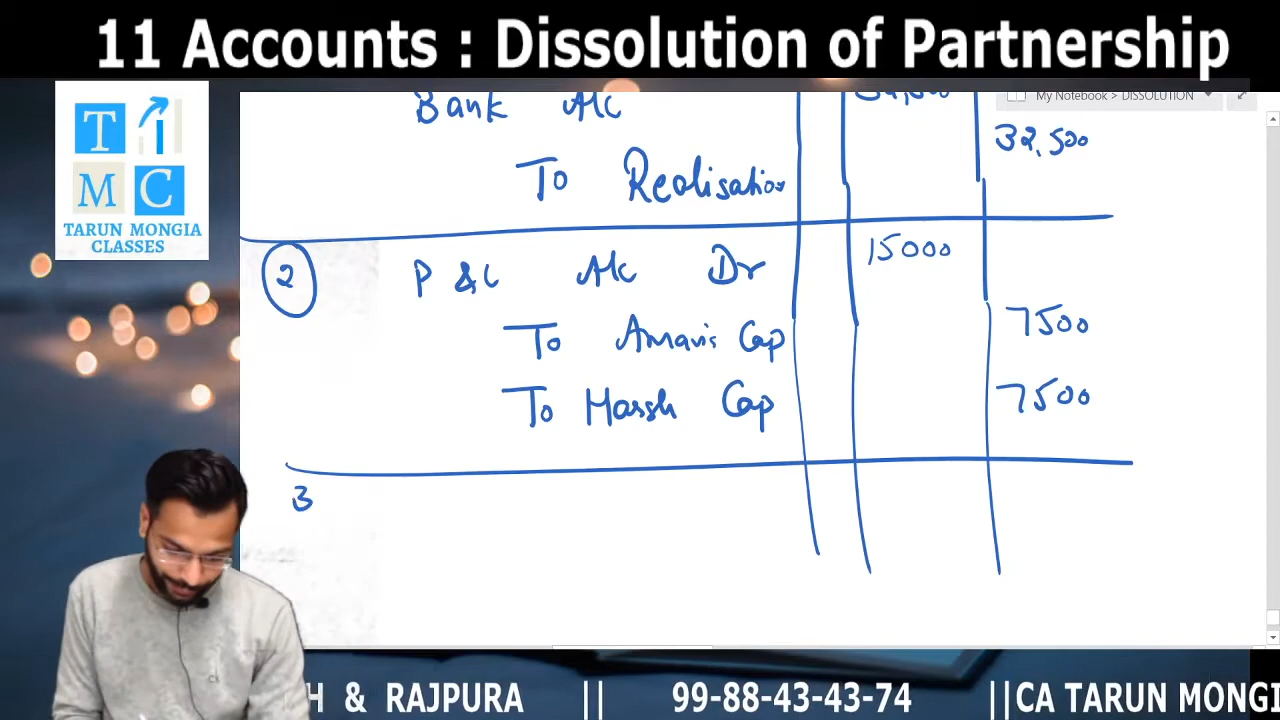 11 Accounts : Dissolution of Partnership
T I
M C
TARUN MONGIA
CLASSES
My Notebook > DISSOLUTION
Bank A/c
32,500
To Realisation
2 P & L A/c Dr 15000
To Aman's Cap 7500
To Harsh Cap 7500
3
H & RAJPURA || 99-88-43-43-74 ||CA TARUN MONGI